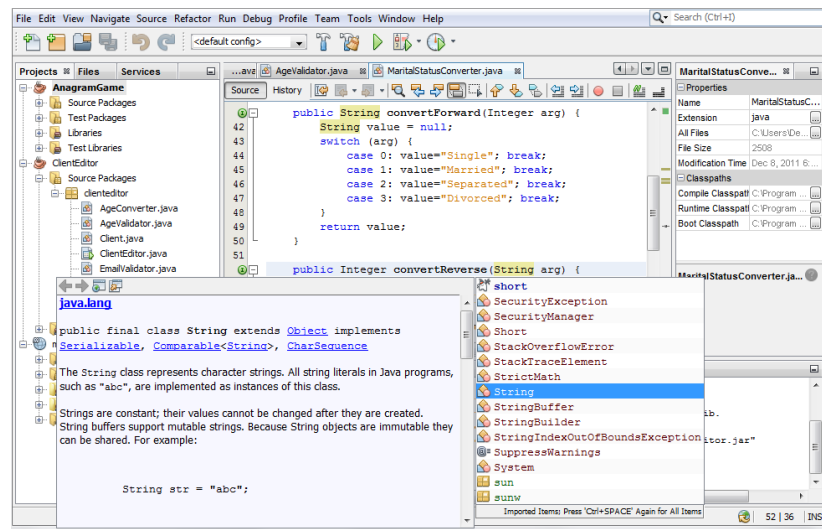 File Edit View Navigate Source Refactor Run Debug Profile Team Tools Window Help
Search (Ctrl+I)
<default config>
Projects Files Services
AnagramGame
Source Packages
Test Packages
Libraries
Test Libraries
ClientEditor
Source Packages
clienteditor
AgeConverter.java
AgeValidator.java
Client.java
ClientEditor.java
EmailValidator.java
...ava AgeValidator.java MaritalStatusConverter.java
Source History
public String convertForward(Integer arg) {
42 String value = null;
43 switch (arg) {
44 case 0: value="Single"; break;
45 case 1: value="Married"; break;
46 case 2: value="Separated"; break;
47 case 3: value="Divorced"; break;
48 }
49 return value;
50 }
51
public Integer convertReverse(String arg) {
MaritalStatusConve...
Properties
Name MaritalStatusC...
Extension java
All Files C:\Users\De...
File Size 2508
Modification Time Dec 8, 2011 6:...
Classpaths
Compile Classpath C:\Program ...
Runtime Classpath C:\Program ...
Boot Classpath C:\Program ...
MaritalStatusConverter.ja...
java.lang
public final class String extends Object implements
Serializable, Comparable<String>, CharSequence
The String class represents character strings. All string literals in Java programs,
such as "abc", are implemented as instances of this class.
Strings are constant; their values cannot be changed after they are created.
String buffers support mutable strings. Because String objects are immutable they
can be shared. For example:
String str = "abc";
short
SecurityException
SecurityManager
Short
StackOverflowError
StackTraceElement
StrictMath
String
StringBuffer
StringBuilder
StringIndexOutOfBoundsException
SuppressWarnings
System
sun
sunw
Imported Items; Press 'Ctrl+SPACE' Again for All Items
ib.
itor.jar"
52 | 36 INS